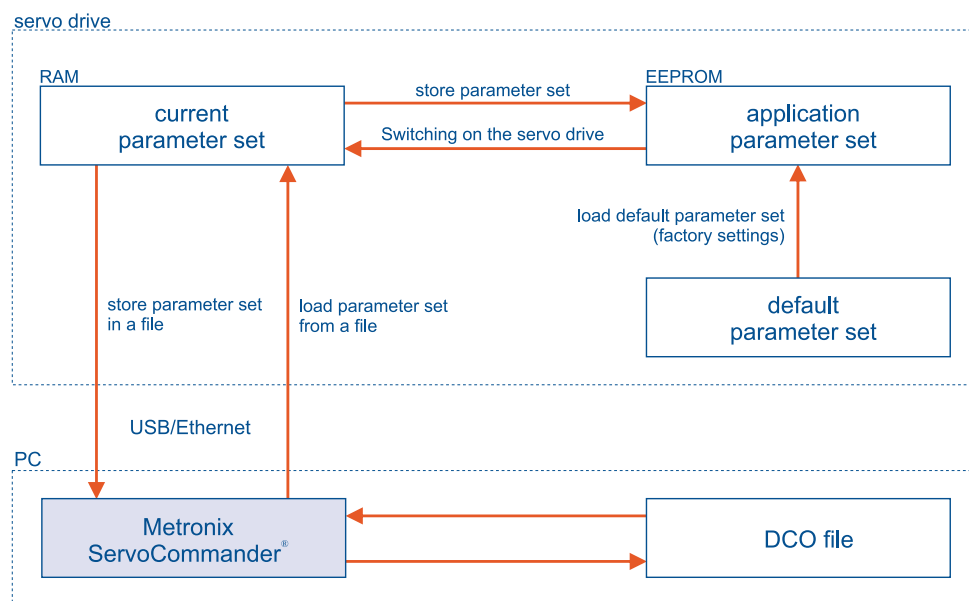 servo drive
RAM
EEPROM
current
parameter set
store parameter set
Switching on the servo drive
application
parameter set
load default parameter set
(factory settings)
default
parameter set
store parameter set
in a file
load parameter set
from a file
USB/Ethernet
PC
Metronix
ServoCommander®
DCO file